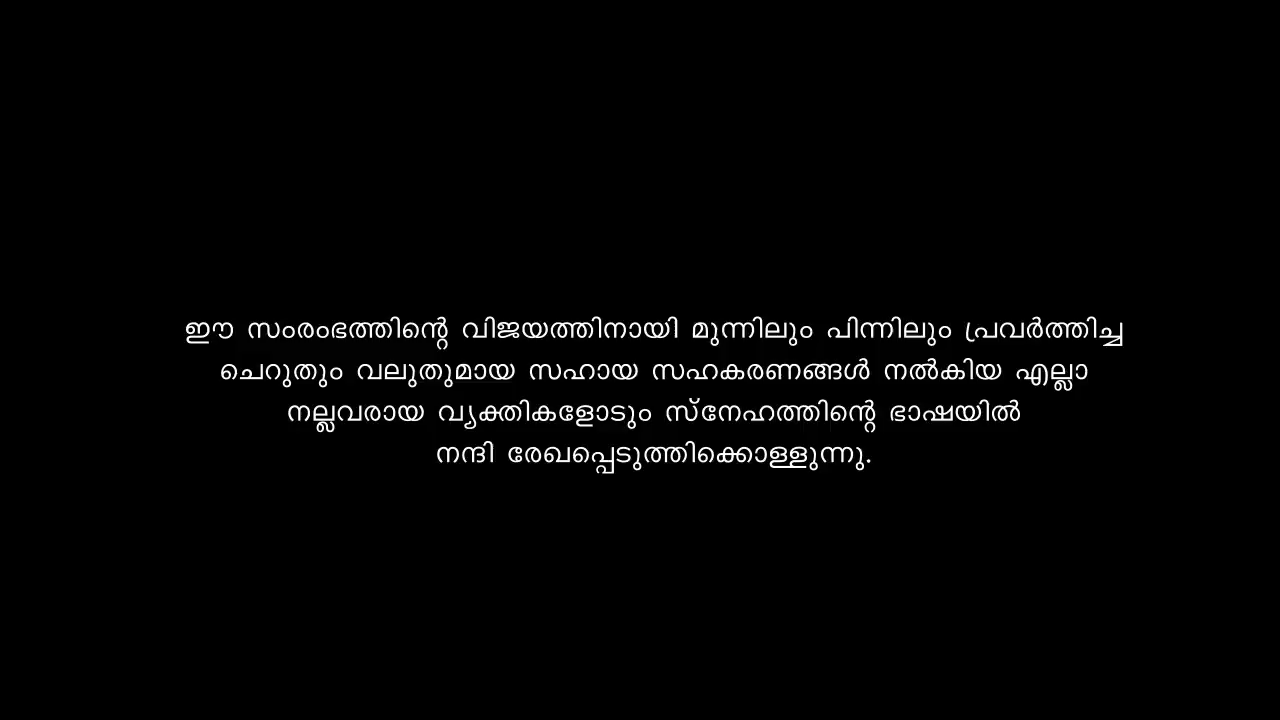 ഈ സംരംഭത്തിന്റെ വിജയത്തിനായി മുന്നിലും പിന്നിലും പ്രവർത്തിച്ച
ചെറുതും വലുതുമായ സഹായ സഹകരണങ്ങൾ നൽകിയ എല്ലാ
നല്ലവരായ വ്യക്തികളോടും സ്നേഹത്തിന്റെ ഭാഷയിൽ
നന്ദി രേഖപ്പെടുത്തിക്കൊള്ളുന്നു.